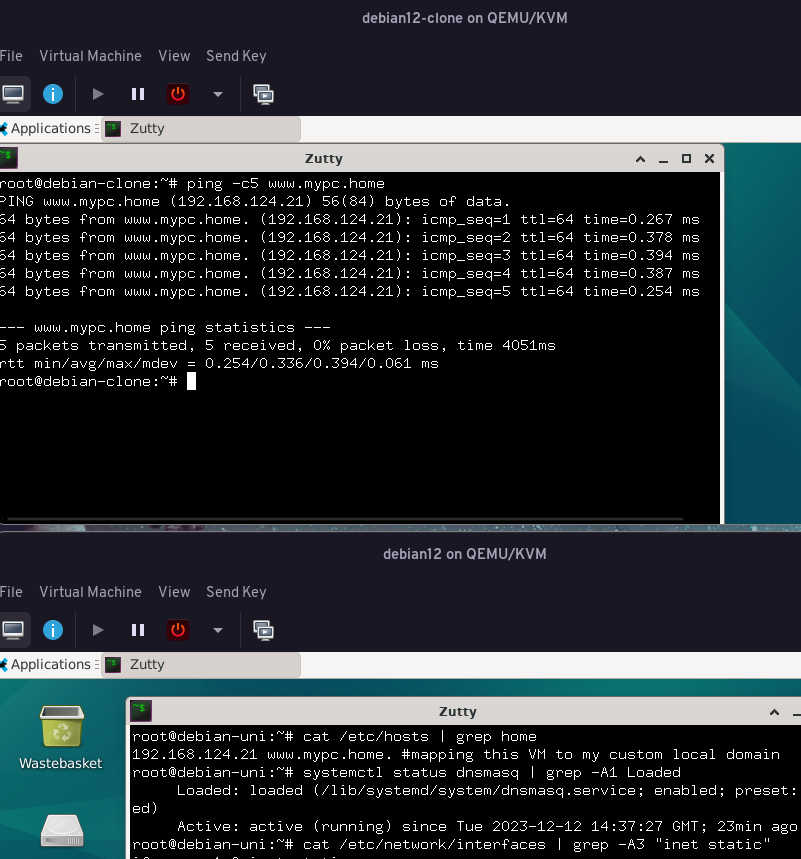 debian12-clone on QEMU/KVM
File Virtual Machine View Send Key
Applications Zutty
Zutty
root@debian-clone:~# ping -c5 www.mypc.home
PING www.mypc.home (192.168.124.21) 56(84) bytes of data.
64 bytes from www.mypc.home. (192.168.124.21): icmp_seq=1 ttl=64 time=0.267 ms
64 bytes from www.mypc.home. (192.168.124.21): icmp_seq=2 ttl=64 time=0.378 ms
64 bytes from www.mypc.home. (192.168.124.21): icmp_seq=3 ttl=64 time=0.394 ms
64 bytes from www.mypc.home. (192.168.124.21): icmp_seq=4 ttl=64 time=0.387 ms
64 bytes from www.mypc.home. (192.168.124.21): icmp_seq=5 ttl=64 time=0.254 ms
--- www.mypc.home ping statistics ---
5 packets transmitted, 5 received, 0% packet loss, time 4051ms
rtt min/avg/max/mdev = 0.254/0.336/0.394/0.061 ms
root@debian-clone:~#
debian12 on QEMU/KVM
File Virtual Machine View Send Key
Applications Zutty
Zutty
Wastebasket
root@debian-uni:~# cat /etc/hosts | grep home
192.168.124.21 www.mypc.home. #mapping this VM to my custom local domain
root@debian-uni:~# systemctl status dnsmasq | grep -A1 Loaded
Loaded: loaded (/lib/systemd/system/dnsmasq.service; enabled; preset:
ed)
Active: active (running) since Tue 2023-12-12 14:37:27 GMT; 23min ago
root@debian-uni:~# cat /etc/network/interfaces | grep -A3 "inet static"